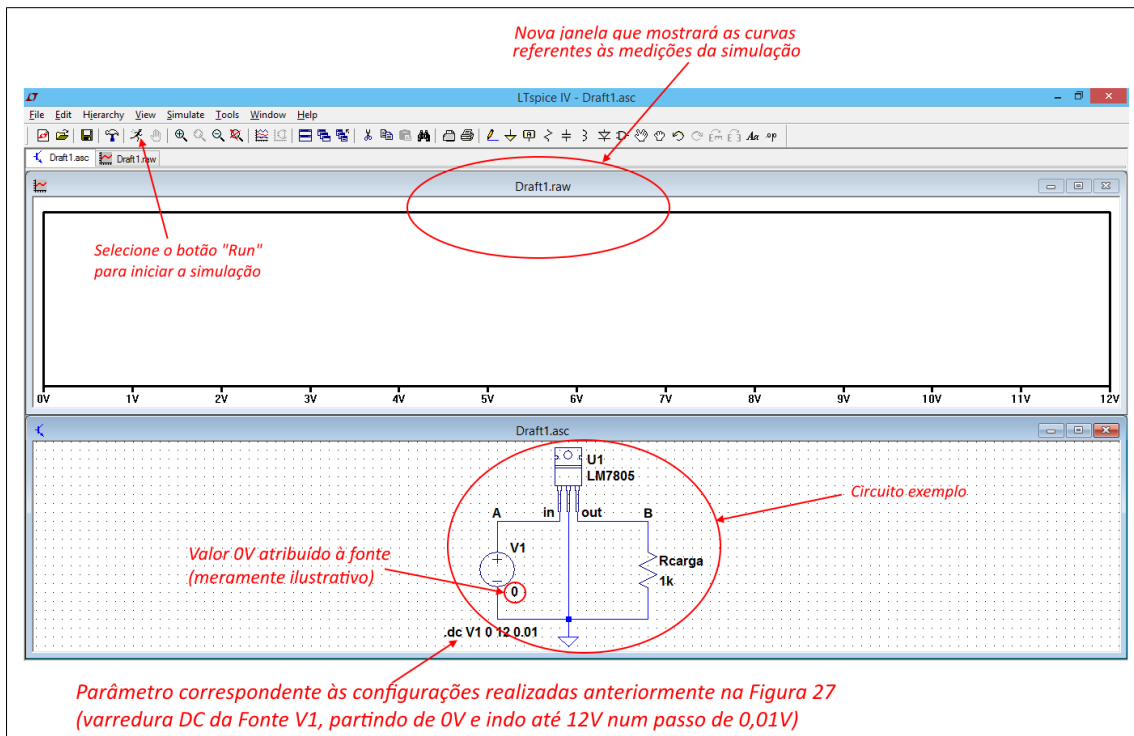 Nova janela que mostrará as curvas
referentes às medições da simulação
LTspice IV - Draft1.asc
File Edit Hierarchy View Simulate Tools Window Help
Draft1.asc Draft1.raw
Draft1.raw
Selecione o botão "Run"
para iniciar a simulação
0V 1V 2V 3V 4V 5V 6V 7V 8V 9V 10V 11V 12V
Draft1.asc
U1
LM7805
Circuito exemplo
A in out B
V1
Valor 0V atribuído à fonte
(meramente ilustrativo)
Rcarga
1k
0
.dc V1 0 12 0.01
Parâmetro correspondente às configurações realizadas anteriormente na Figura 27
(varredura DC da Fonte V1, partindo de 0V e indo até 12V num passo de 0,01V)